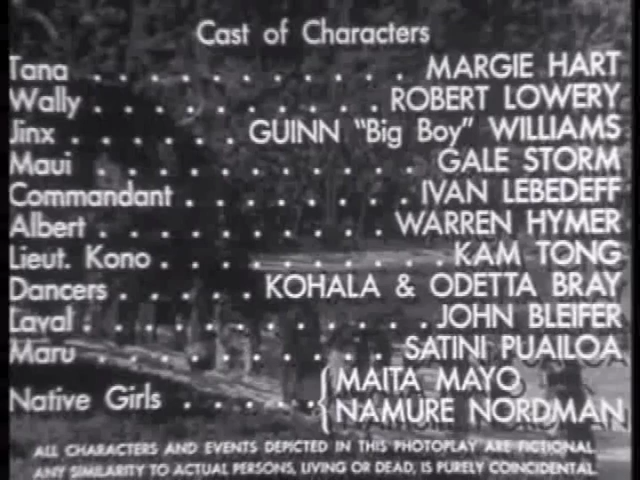 Cast of Characters
Tana . . . . . . . . . . . MARGIE HART
Wally . . . . . . . . . . ROBERT LOWERY
Jinx . . . . . . GUINN "Big Boy" WILLIAMS
Maui . . . . . . . . . . . GALE STORM
Commandant . . . . . . . . IVAN LEBEDEFF
Albert . . . . . . . . . . WARREN HYMER
Lieut. Kono . . . . . . . . . . KAM TONG
Dancers . . . . . KOHALA & ODETTA BRAY
Laval . . . . . . . . . . . . JOHN BLEIFER
Maru . . . . . . . . . . SATINI PUAILOA
MAITA MAYO
Native Girls . . . . . .
NAMURE NORDMAN
ALL CHARACTERS AND EVENTS DEPICTED IN THIS PHOTOPLAY ARE FICTIONAL.
ANY SIMILARITY TO ACTUAL PERSONS, LIVING OR DEAD, IS PURELY COINCIDENTAL.